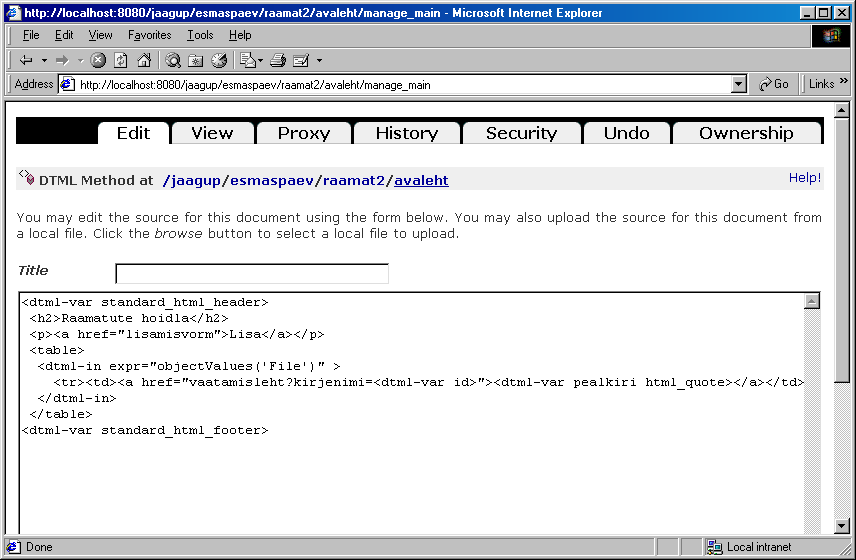 http://localhost:8080/jaagup/esmaspaev/raamat2/avaleht/manage_main - Microsoft Internet Explorer
File Edit View Favorites Tools Help
Address http://localhost:8080/jaagup/esmaspaev/raamat2/avaleht/manage_main Go Links »
Edit View Proxy History Security Undo Ownership
DTML Method at /jaagup/esmaspaev/raamat2/avaleht Help!
You may edit the source for this document using the form below. You may also upload the source for this document from
a local file. Click the browse button to select a local file to upload.
Title
<dtml-var standard_html_header>
<h2>Raamatute hoidla</h2>
<p><a href="lisamisvorm">Lisa</a></p>
<table>
<dtml-in expr="objectValues('File')" >
<tr><td><a href="vaatamisleht?kirjenimi=<dtml-var id>"><dtml-var pealkiri html_quote></a></td>
</dtml-in>
</table>
<dtml-var standard_html_footer>
Done Local intranet